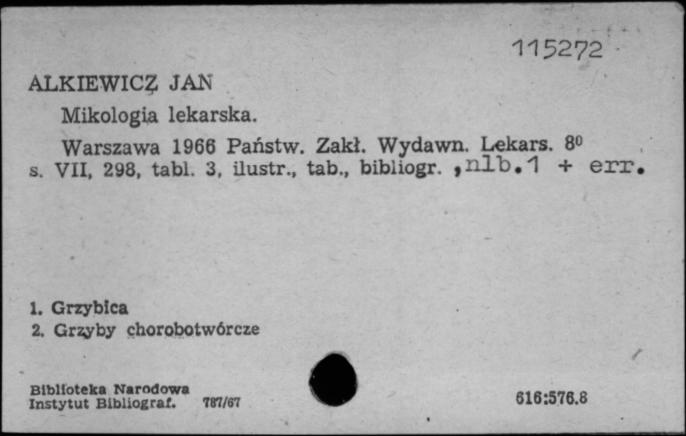 115272
ALKIEWICZ JAN
Mikologia lekarska.
Warszawa 1966 Państw. Zakł. Wydawn. Lekars. 8⁰
s. VII, 298, tabl. 3, ilustr., tab., bibliogr. ,nlb.1 + err.
1. Grzybica
2. Grzyby chorobotwórcze
Biblioteka Narodowa
Instytut Bibliograf. 787/67
616:576.8